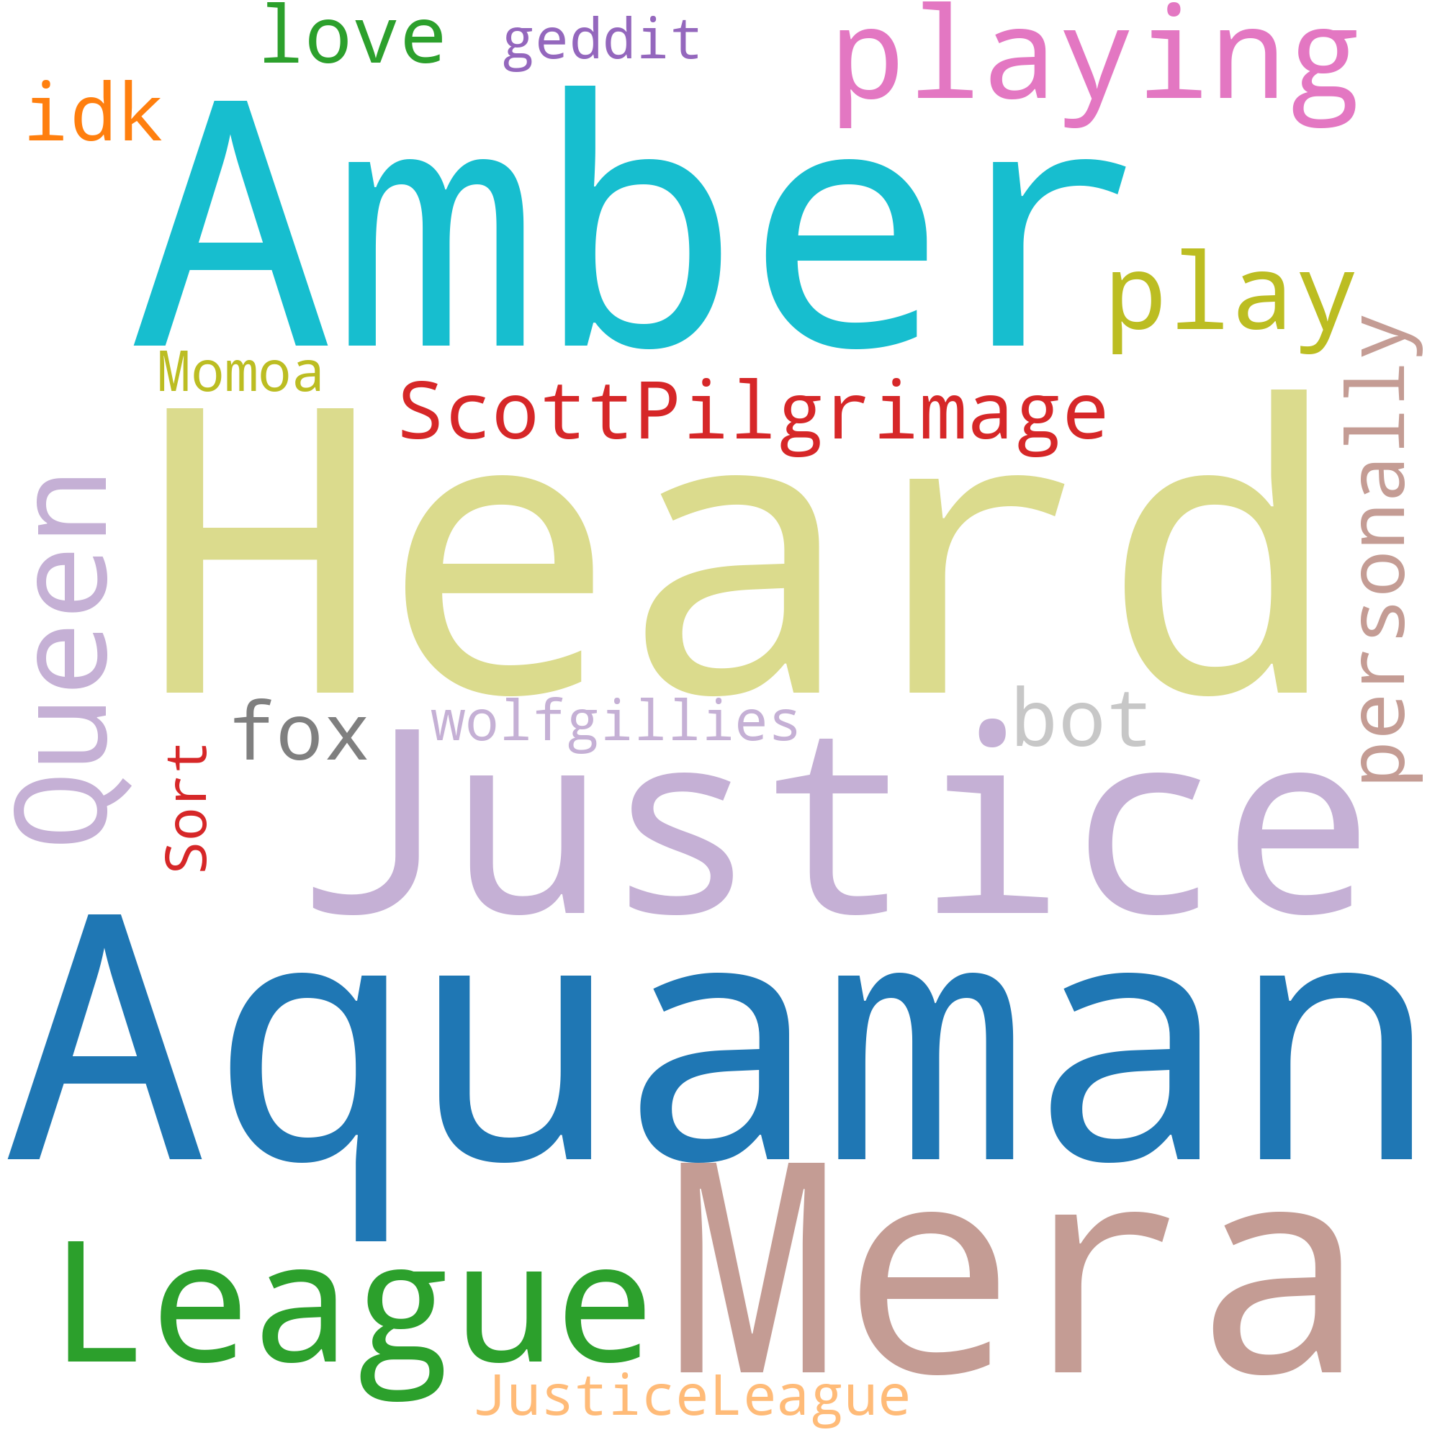 love
geddit
playing
idk
Amber
play
Momoa
ScottPilgrimage
personally
Heard
Queen
fox
wolfgillies
bot
Sort
Justice
Aquaman
League
Mera
JusticeLeague